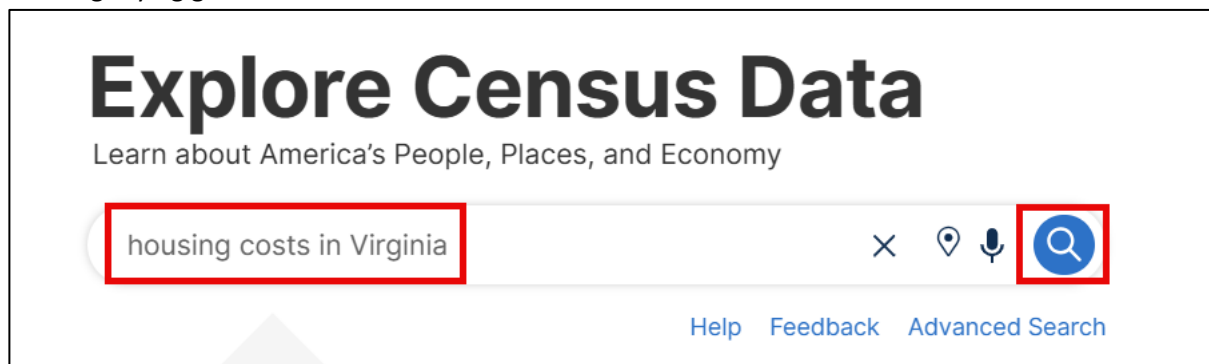 Explore Census Data
Learn about America's People, Places, and Economy
housing costs in Virginia
Help Feedback Advanced Search